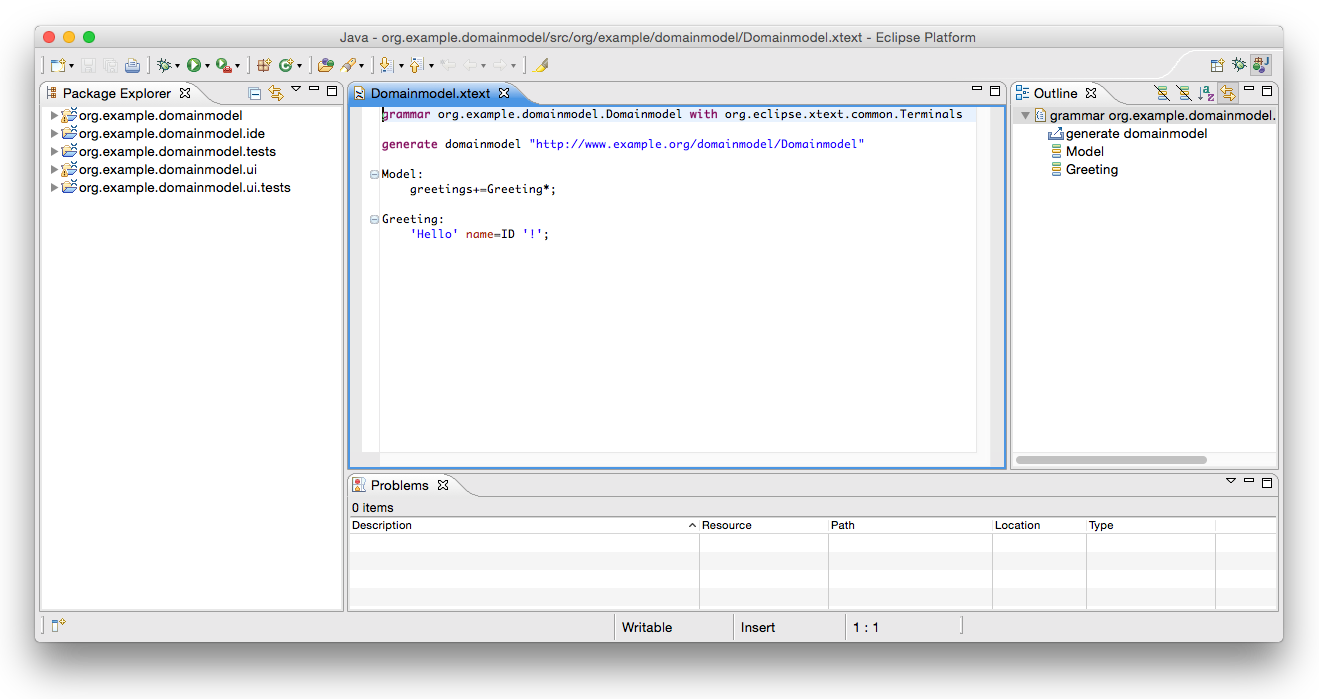 Java - org.example.domainmodel/src/org/example/domainmodel/Domainmodel.xtext - Eclipse Platform
Package Explorer
org.example.domainmodel
org.example.domainmodel.ide
org.example.domainmodel.tests
org.example.domainmodel.ui
org.example.domainmodel.ui.tests
Domainmodel.xtext
grammar org.example.domainmodel.Domainmodel with org.eclipse.xtext.common.Terminals
generate domainmodel "http://www.example.org/domainmodel/Domainmodel"
Model:
greetings+=Greeting*;
Greeting:
'Hello' name=ID '!';
Outline
grammar org.example.domainmodel.
generate domainmodel
Model
Greeting
Problems
0 items
Description Resource Path Location Type
Writable Insert 1 : 1